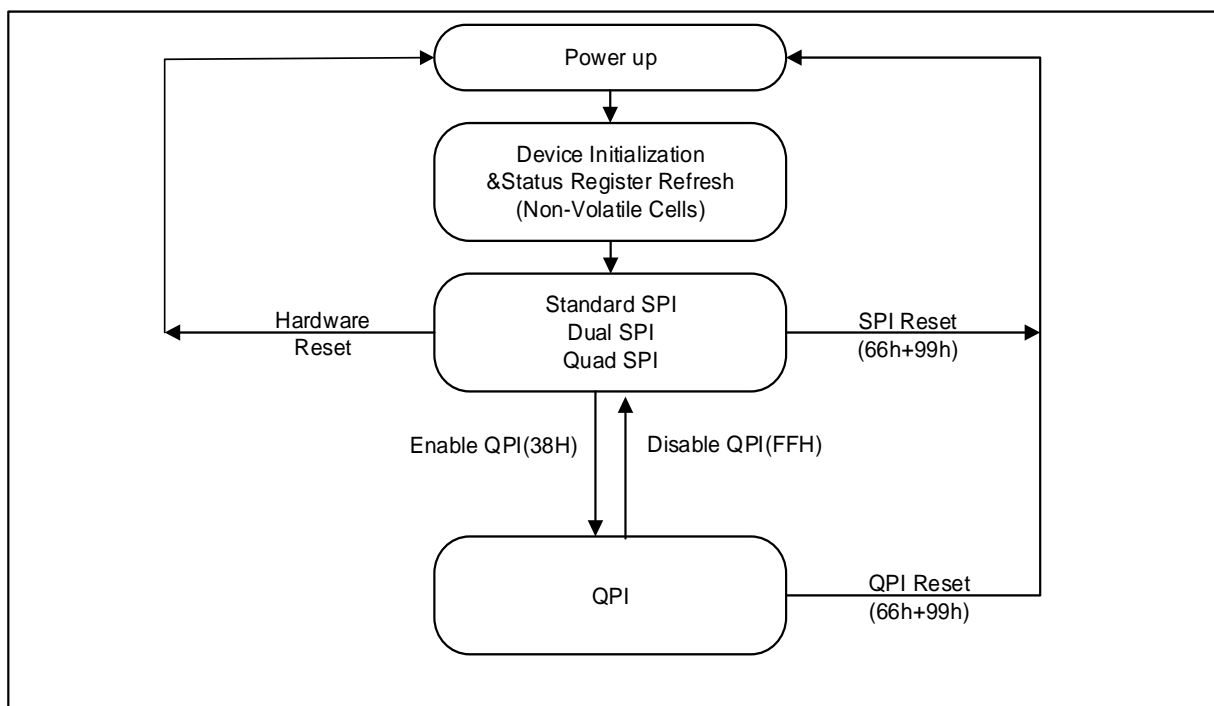 Power up
Device Initialization
&Status Register Refresh
(Non-Volatile Cells)
Standard SPI
Dual SPI
Quad SPI
Hardware
Reset
SPI Reset
(66h+99h)
Enable QPI(38H)
Disable QPI(FFH)
QPI
QPI Reset
(66h+99h)